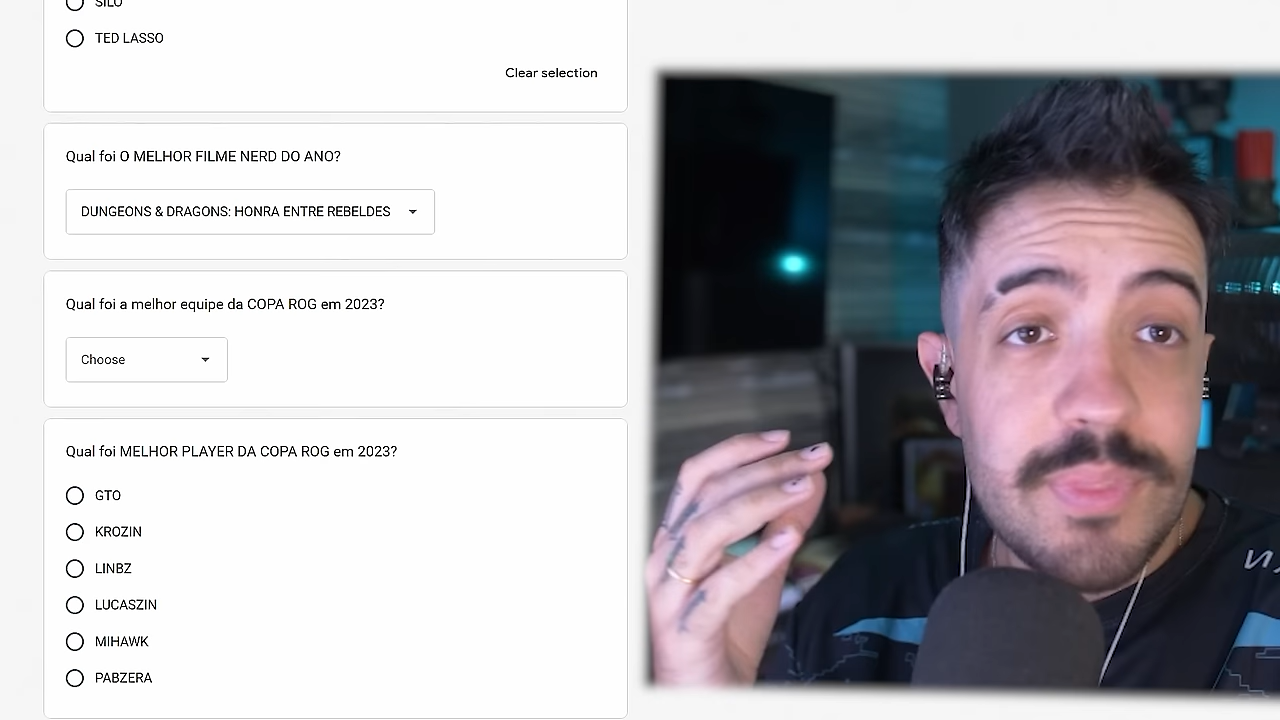 SILO
TED LASSO
Clear selection
Qual foi O MELHOR FILME NERD DO ANO?
DUNGEONS & DRAGONS: HONRA ENTRE REBELDES
Qual foi a melhor equipe da COPA ROG em 2023?
Choose
Qual foi MELHOR PLAYER DA COPA ROG em 2023?
GTO
KROZIN
LINBZ
LUCASZIN
MIHAWK
PABZERA